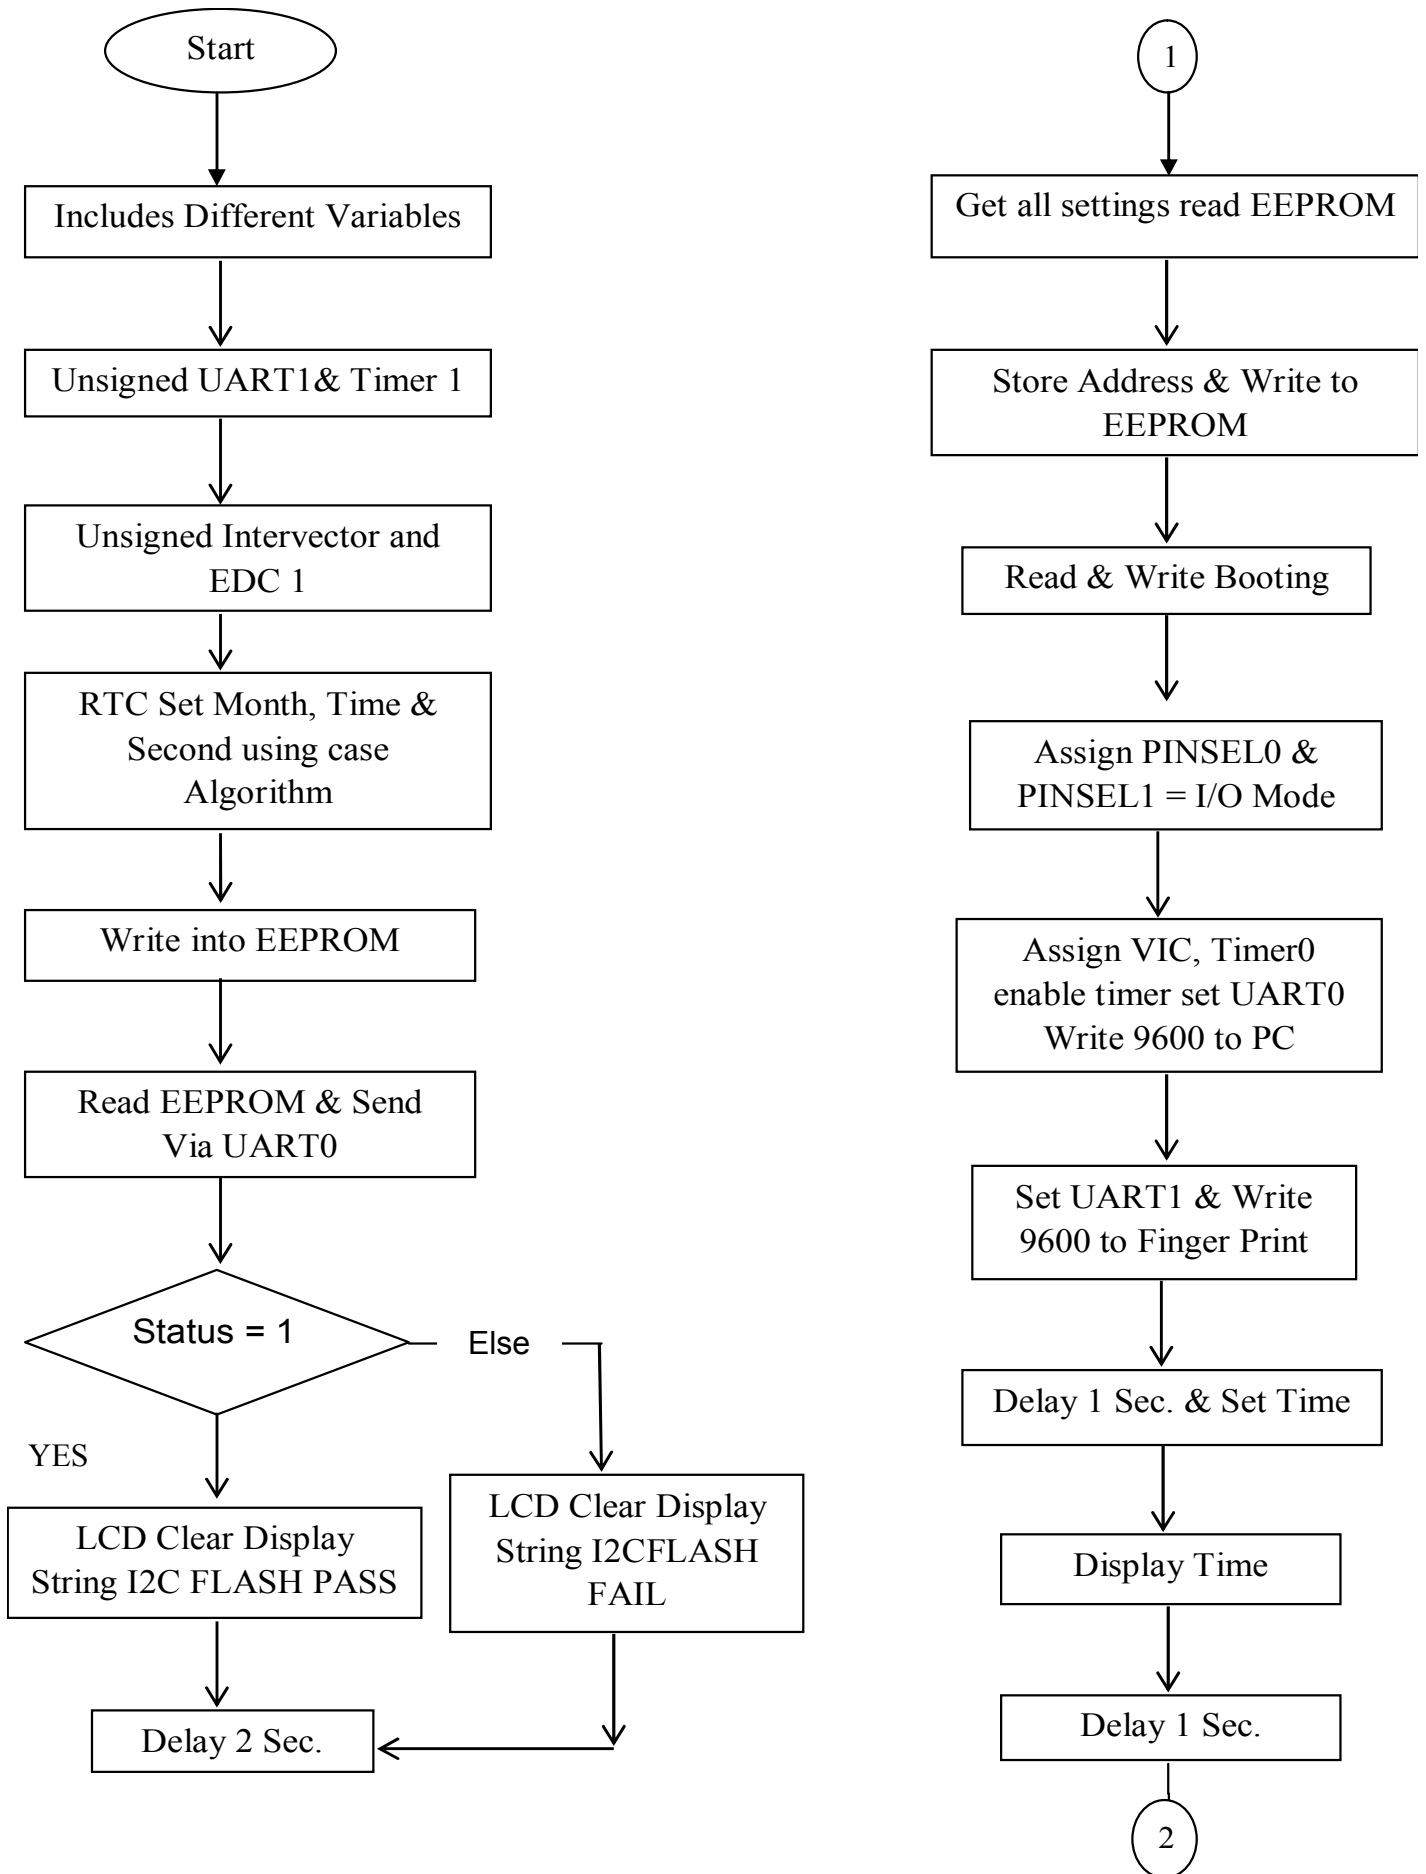 Start
Includes Different Variables
Unsigned UART1& Timer 1
Unsigned Intervector and
EDC 1
RTC Set Month, Time &
Second using case
Algorithm
Write into EEPROM
Read EEPROM & Send
Via UART0
Status = 1
Else
YES
LCD Clear Display
String I2C FLASH PASS
LCD Clear Display
String I2CFLASH
FAIL
Delay 2 Sec.
1
Get all settings read EEPROM
Store Address & Write to
EEPROM
Read & Write Booting
Assign PINSEL0 &
PINSEL1 = I/O Mode
Assign VIC, Timer0
enable timer set UART0
Write 9600 to PC
Set UART1 & Write
9600 to Finger Print
Delay 1 Sec. & Set Time
Display Time
Delay 1 Sec.
2